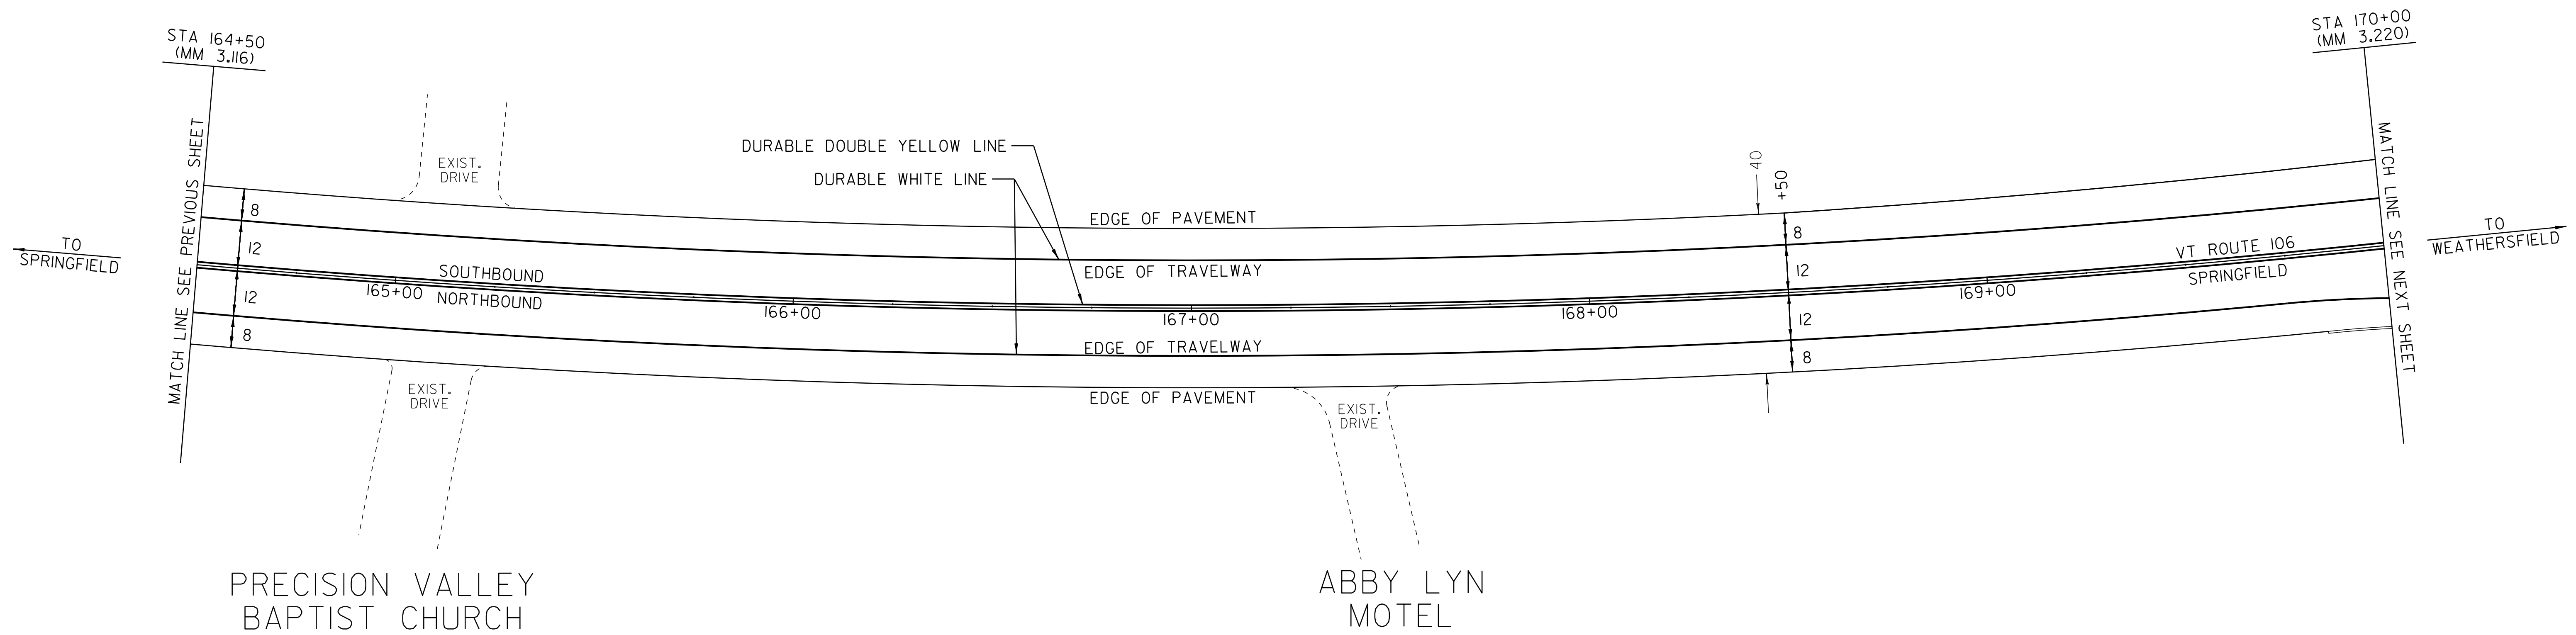 STA 164+50
(MM 3.116)
STA 170+00
(MM 3.220)
MATCH LINE SEE PREVIOUS SHEET
MATCH LINE SEE NEXT SHEET
TO
SPRINGFIELD
TO
WEATHERSFIELD
EXIST.
DRIVE
DURABLE DOUBLE YELLOW LINE
DURABLE WHITE LINE
40
+50
8
12
12
8
EDGE OF PAVEMENT
EDGE OF TRAVELWAY
SOUTHBOUND
NORTHBOUND
165+00
166+00
167+00
168+00
169+00
VT ROUTE 106
SPRINGFIELD
8
12
12
8
EDGE OF TRAVELWAY
EDGE OF PAVEMENT
EXIST.
DRIVE
EXIST.
DRIVE
PRECISION VALLEY
BAPTIST CHURCH
ABBY LYN
MOTEL